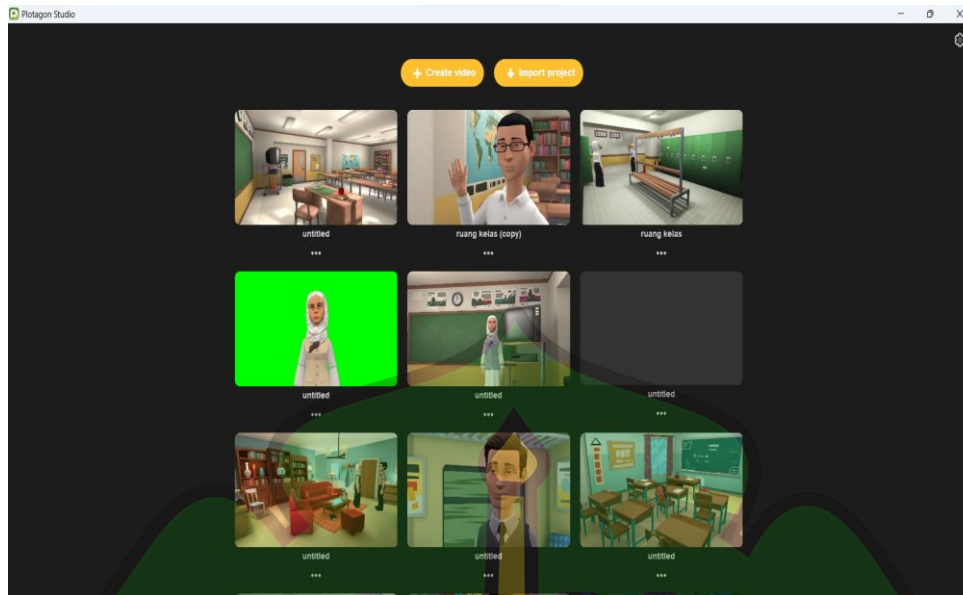 Plotagon Studio
Create video
Import project
untitled
ruang kelas (copy)
ruang kelas
untitled
untitled
untitled
untitled
untitled
untitled